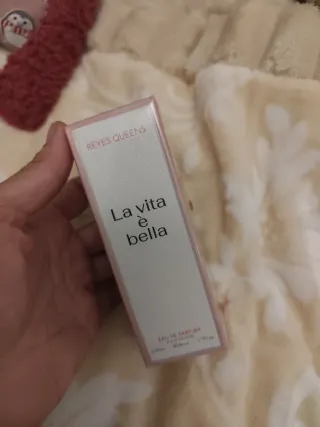 REYES QUEENS
La vita
è
bella
EAU DE PARFUM